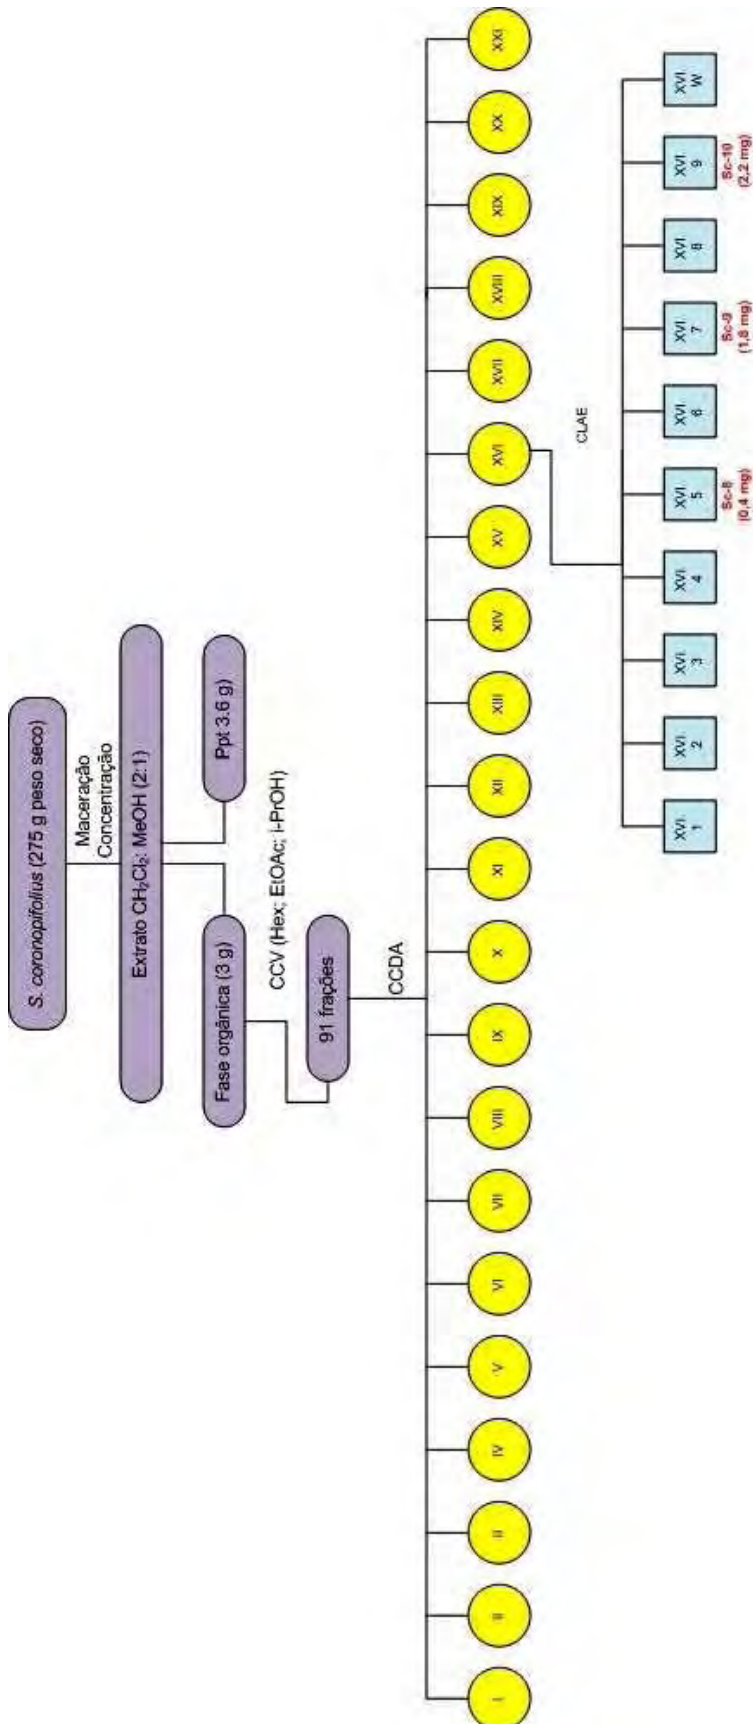 S. coronopifolius (275 g peso seco)
Maceração
Concentração
Extrato CH₂Cl₂: MeOH (2:1)
Fase orgânica (3 g)
Ppt 3.6 g)
CCV (Hex; EtOAc; i-PrOH)
91 frações
CCDA
I
II
IV
V
VI
VII
VIII
IX
X
XI
XII
XIII
XIV
XV
XVI
XVII
XVIII
XIX
XX
XXI
CLAE
XVI.
1
XVI.
2
XVI.
3
XVI.
4
XVI.
5
XVI.
6
XVI.
7
XVI.
8
XVI.
9
XVI.
W
Sc-8
(0,4 mg)
Sc-9
(1,8 mg)
Sc-10
(2,2 mg)